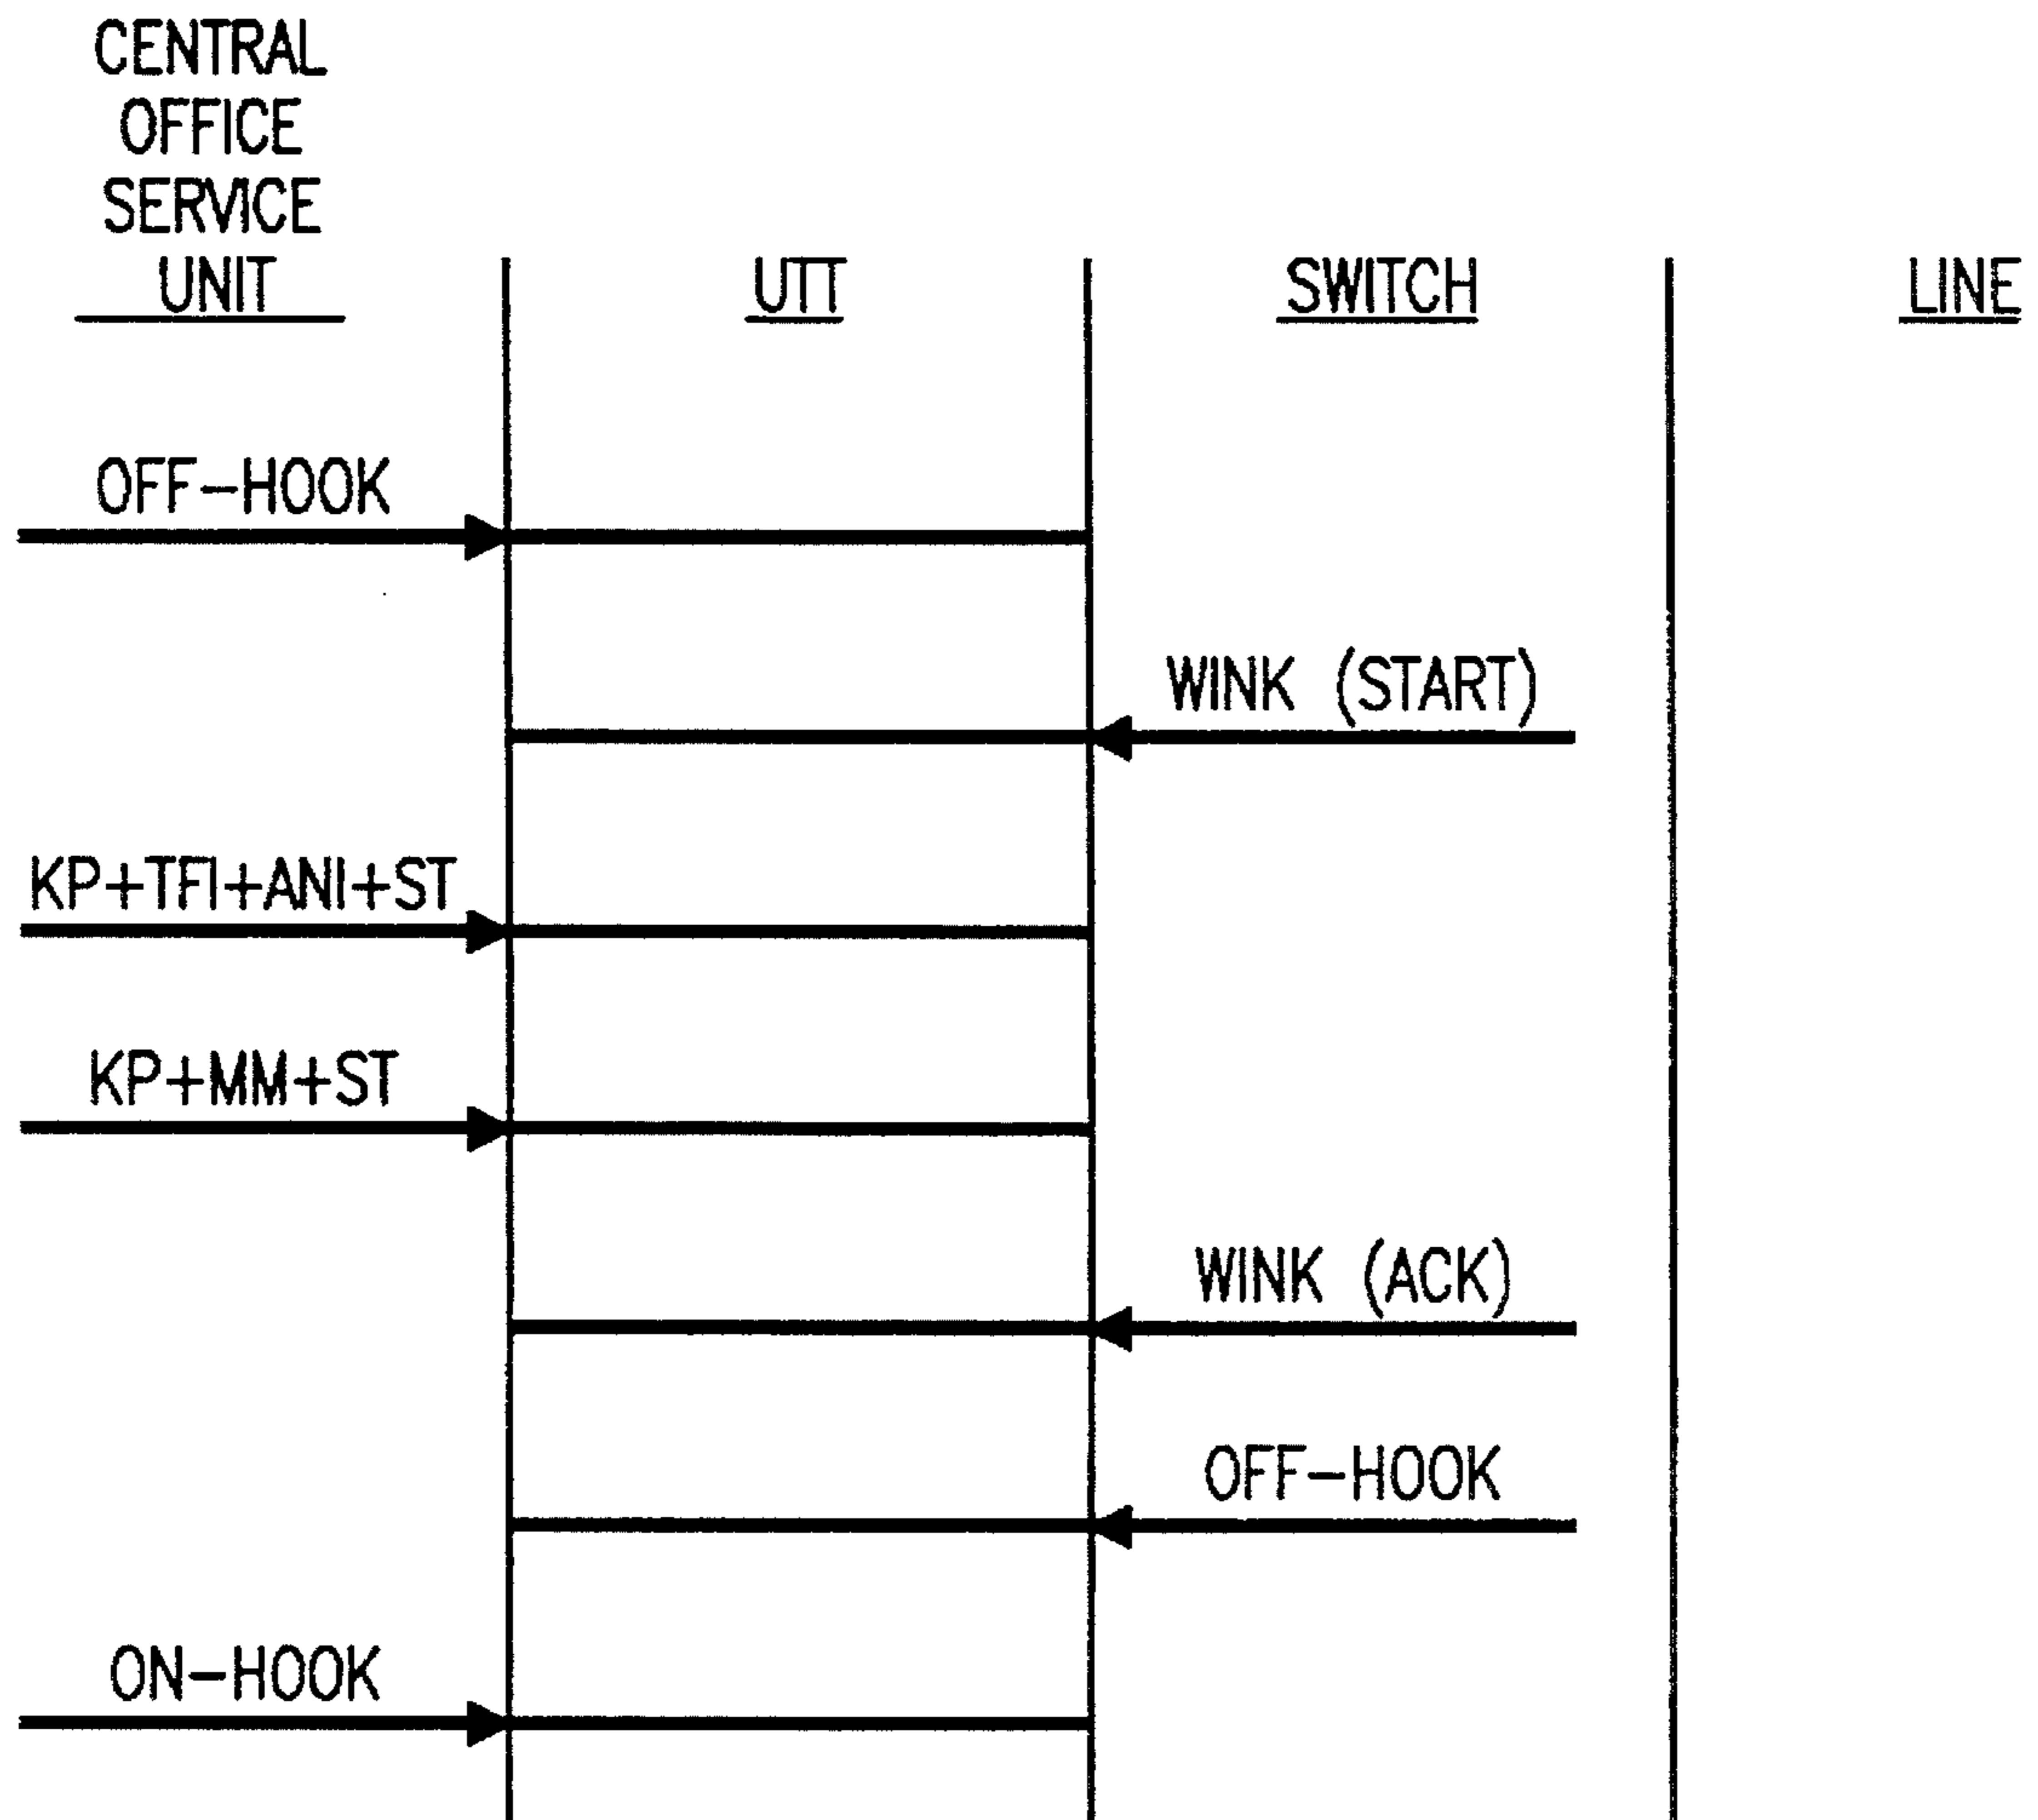 CENTRAL
OFFICE
SERVICE
UNIT
UTT
SWITCH
LINE
OFF-HOOK
WINK (START)
KP+TFI+ANI+ST
KP+MM+ST
WINK (ACK)
OFF-HOOK
ON-HOOK